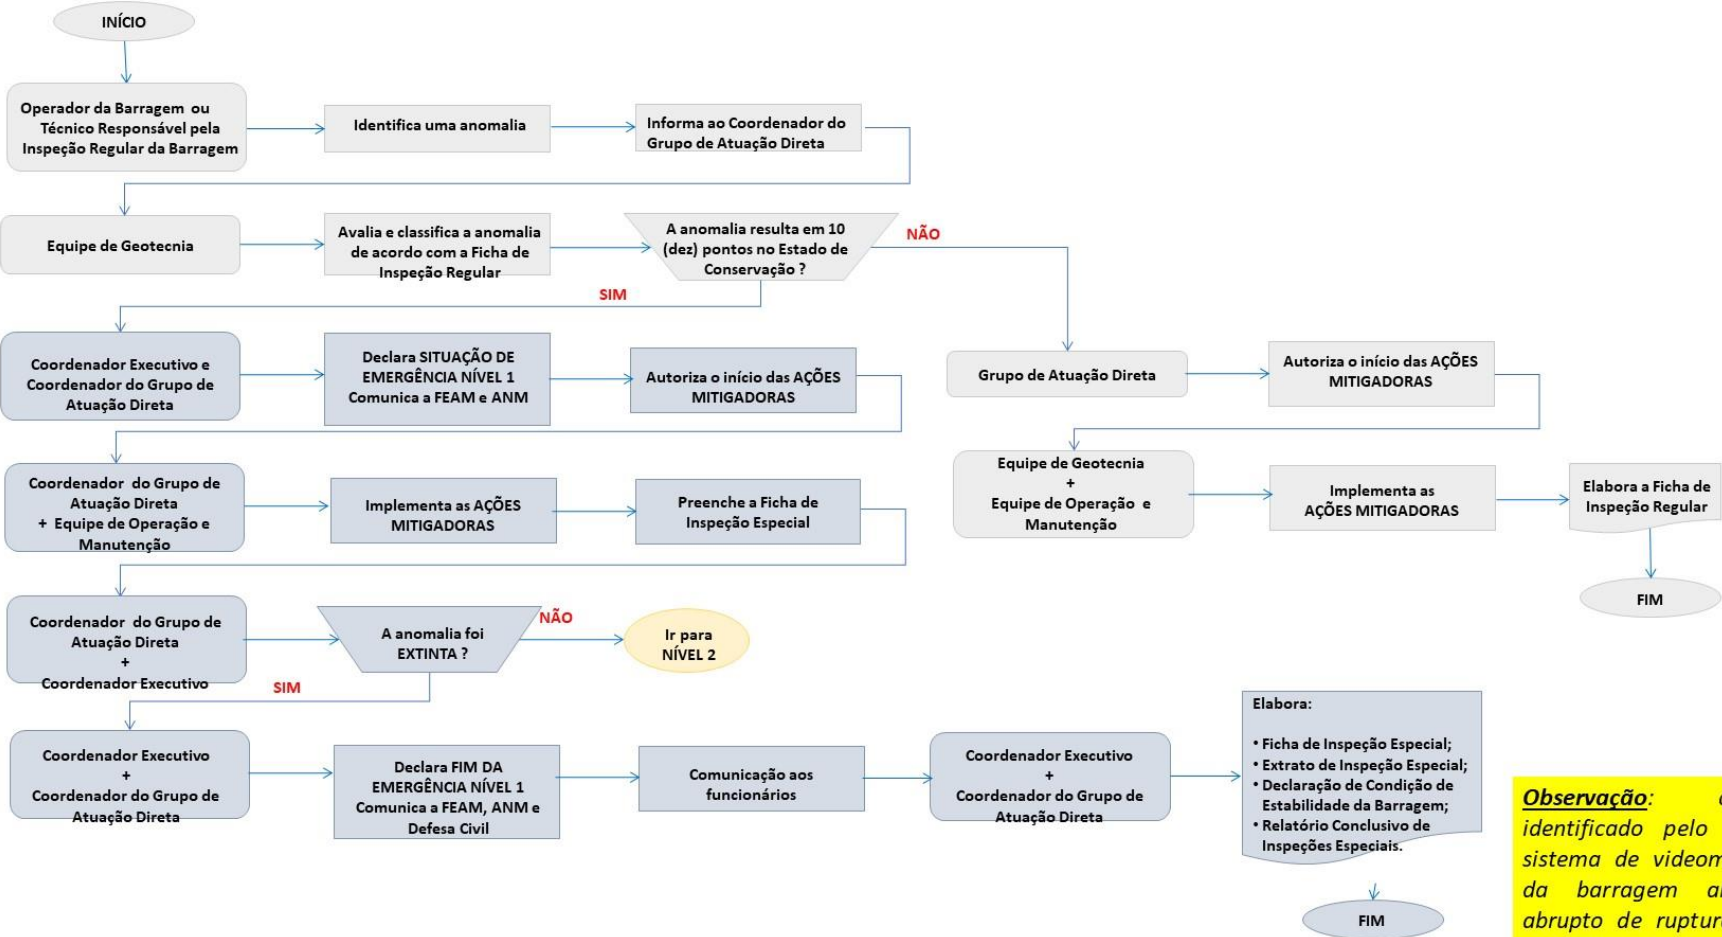 INÍCIO
Operador da Barragem ou
Técnico Responsável pela
Inspeção Regular da Barragem
Identifica uma anomalia
Informa ao Coordenador do
Grupo de Atuação Direta
Equipe de Geotecnia
Avalia e classifica a anomalia
de acordo com a Ficha de
Inspeção Regular
A anomalia resulta em 10
(dez) pontos no Estado de
Conservação ?
NÃO
SIM
Coordenador Executivo e
Coordenador do Grupo de
Atuação Direta
Declara SITUAÇÃO DE
EMERGÊNCIA NÍVEL 1
Comunica a FEAM e ANM
Autoriza o início das AÇÕES
MITIGADORAS
Grupo de Atuação Direta
Autoriza o início das AÇÕES
MITIGADORAS
Coordenador do Grupo de
Atuação Direta
+ Equipe de Operação e
Manutenção
Implementa as AÇÕES
MITIGADORAS
Preenche a Ficha de
Inspeção Especial
Equipe de Geotecnia
+
Equipe de Operação e
Manutenção
Implementa as
AÇÕES MITIGADORAS
Elabora a Ficha de
Inspeção Regular
FIM
Coordenador do Grupo de
Atuação Direta
+
Coordenador Executivo
A anomalia foi
EXTINTA ?
NÃO
Ir para
NÍVEL 2
SIM
Coordenador Executivo
+
Coordenador do Grupo de
Atuação Direta
Declara FIM DA
EMERGÊNCIA NÍVEL 1
Comunica a FEAM, ANM e
Defesa Civil
Comunicação aos
funcionários
Coordenador Executivo
+
Coordenador do Grupo de
Atuação Direta
Elabora:
• Ficha de Inspeção Especial;
• Extrato de Inspeção Especial;
• Declaração de Condição de
Estabilidade da Barragem;
• Relatório Conclusivo de
Inspeções Especiais.
FIM
Observação:
identificado pelo
sistema de videom
da barragem
abrupto de ruptura